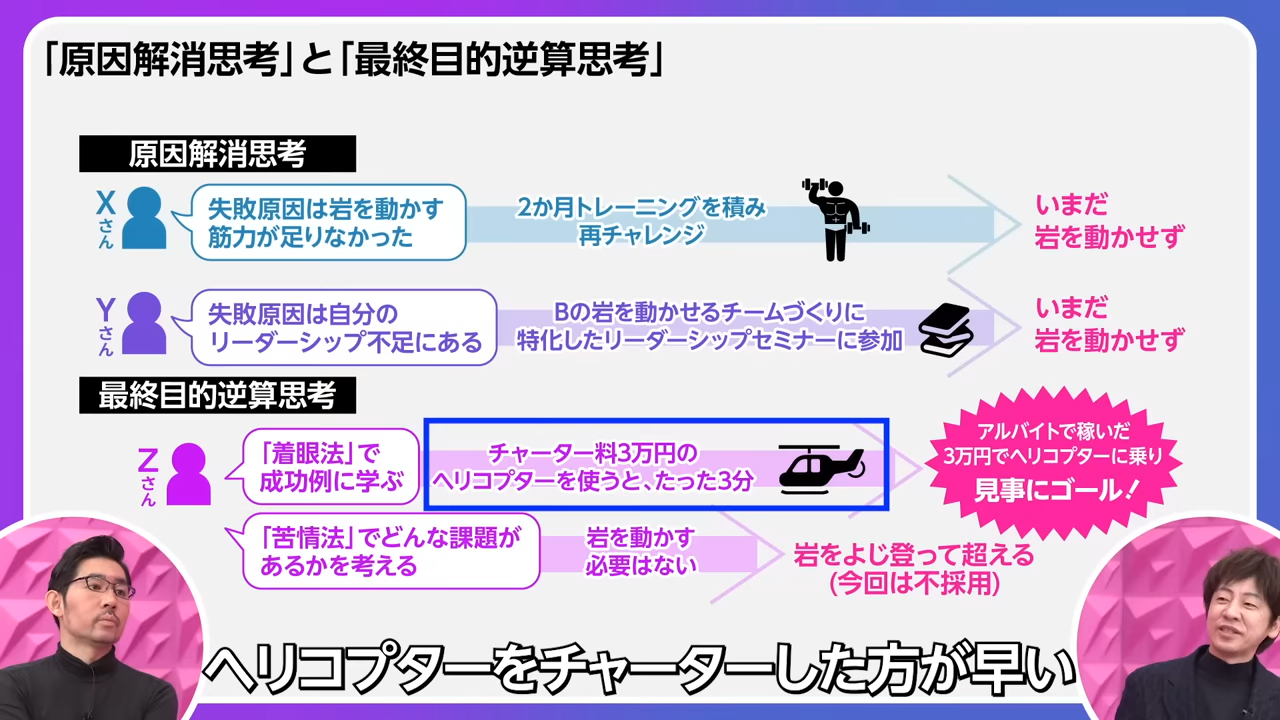 「原因解消思考」と「最終目的逆算思考」
原因解消思考
Xさん
失敗原因は岩を動かす
筋力が足りなかった
2か月トレーニングを積み
再チャレンジ
いまだ
岩を動かせず
Yさん
失敗原因は自分の
リーダーシップ不足にある
Bの岩を動かせるチームづくりに
特化したリーダーシップセミナーに参加
いまだ
岩を動かせず
最終目的逆算思考
Zさん
「着眼法」で
成功例に学ぶ
チャーター料3万円の
ヘリコプターを使うと、たった3分
アルバイトで稼いだ
3万円でヘリコプターに乗り
見事にゴール!
「苦情法」でどんな課題が
あるかを考える
岩を動かす
必要はない
岩をよじ登って超える
(今回は不採用)
ヘリコプターをチャーターした方が早い